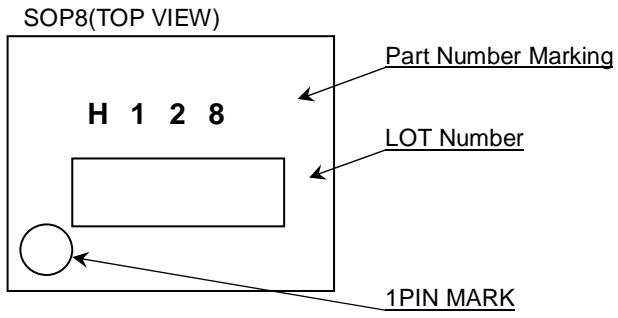 SOP8(TOP VIEW)
Part Number Marking
H 1 2 8
LOT Number
1PIN MARK